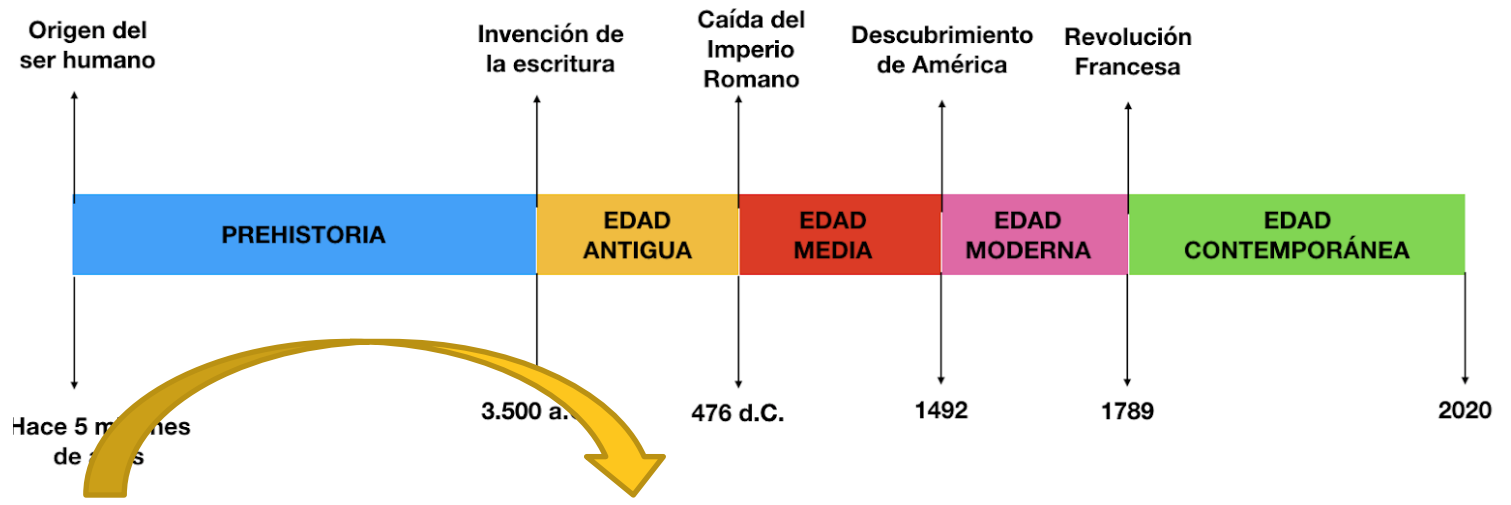 Origen del
ser humano
Invención de
la escritura
Caída del
Imperio
Romano
Descubrimiento
de América
Revolución
Francesa
PREHISTORIA
EDAD
ANTIGUA
EDAD
MEDIA
EDAD
MODERNA
EDAD
CONTEMPORÁNEA
Hace 5
de
3.500
476 d.C.
1492
1789
2020